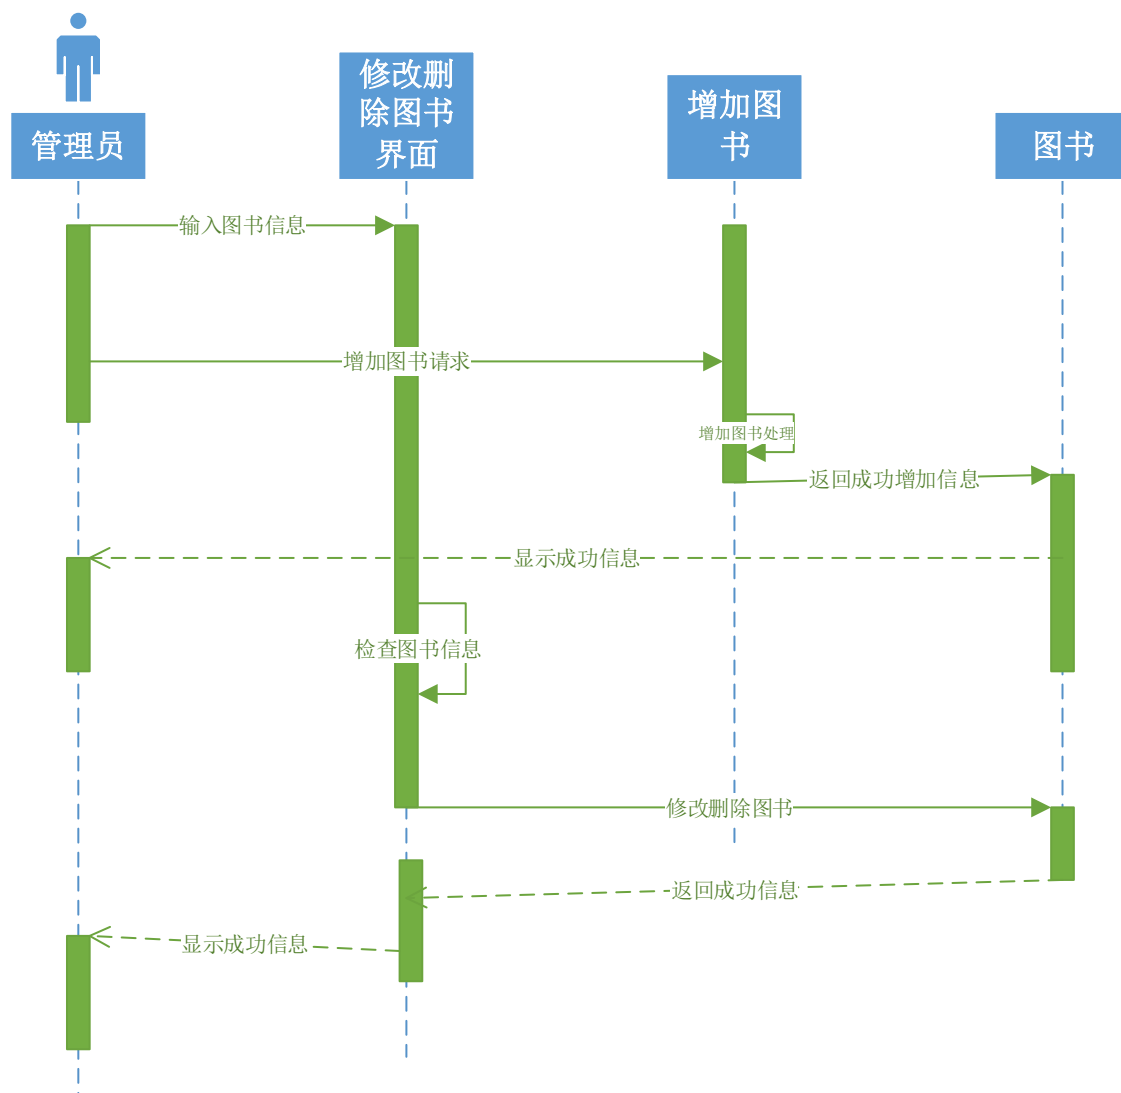 管理员
修改删
除图书
界面
增加图
书
图书
输入图书信息
增加图书请求
增加图书处理
返回成功增加信息
显示成功信息
检查图书信息
修改删除图书
返回成功信息
显示成功信息